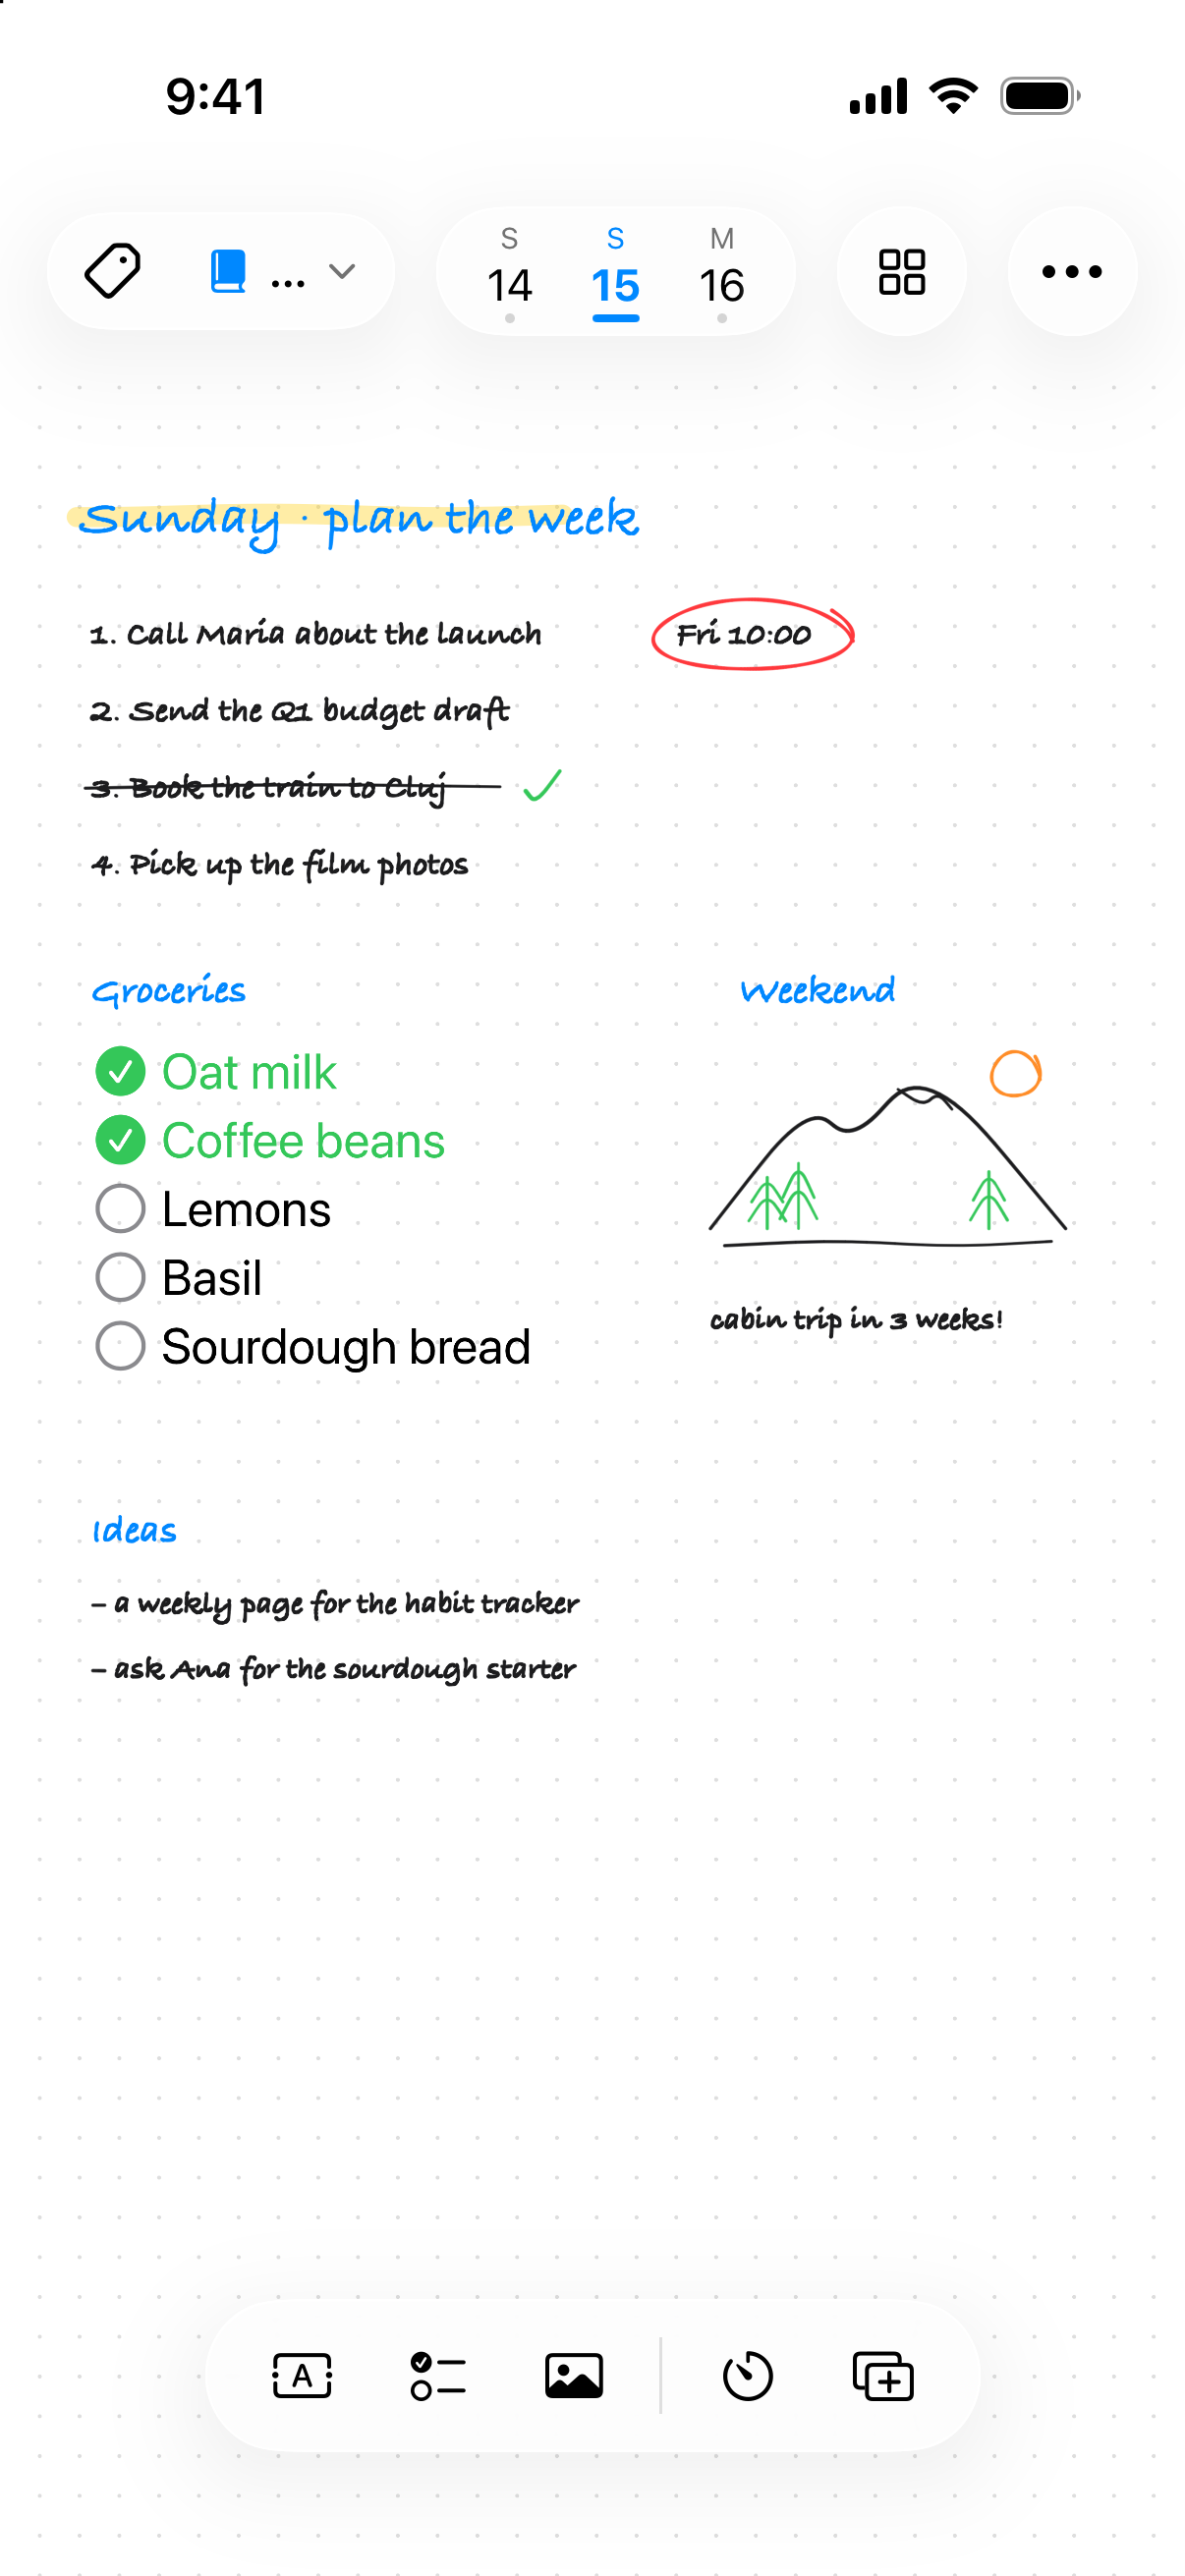 9:41
S S M
14 15 16
...
Sunday · plan the week
1. Call Maria about the launch
Fri 10:00
2. Send the Q1 budget draft
3. Book the train to Cluj
4. Pick up the film photos
Groceries
Oat milk
Coffee beans
Lemons
Basil
Sourdough bread
Weekend
cabin trip in 3 weeks!
Ideas
– a weekly page for the habit tracker
– ask Ana for the sourdough starter
A